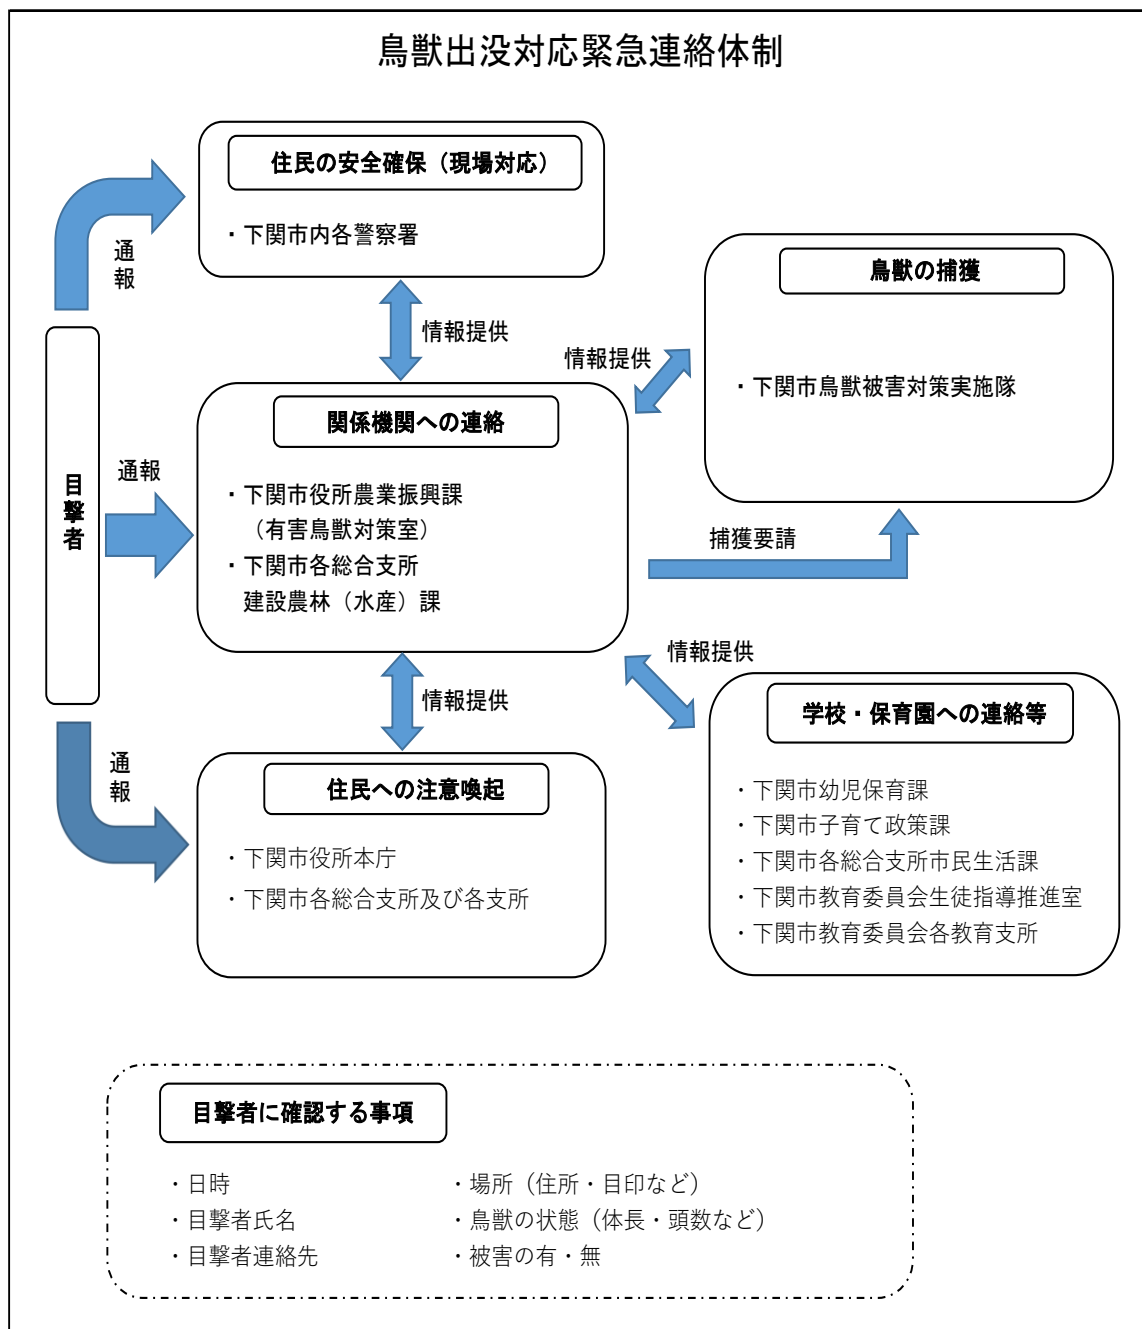 鳥獣出没対応緊急連絡体制
住民の安全確保（現場対応）
・下関市内各警察署
通報
情報提供
鳥獣の捕獲
・下関市鳥獣被害対策実施隊
情報提供
関係機関への連絡
・下関市役所農業振興課
（有害鳥獣対策室）
・下関市各総合支所
建設農林（水産）課
目撃者
通報
捕獲要請
情報提供
情報提供
学校・保育園への連絡等
・下関市幼児保育課
・下関市子育て政策課
・下関市各総合支所市民生活課
・下関市教育委員会生徒指導推進室
・下関市教育委員会各教育支所
通報
住民への注意喚起
・下関市役所本庁
・下関市各総合支所及び各支所
目撃者に確認する事項
・日時
・目撃者氏名
・目撃者連絡先
・場所（住所・目印など）
・鳥獣の状態（体長・頭数など）
・被害の有・無